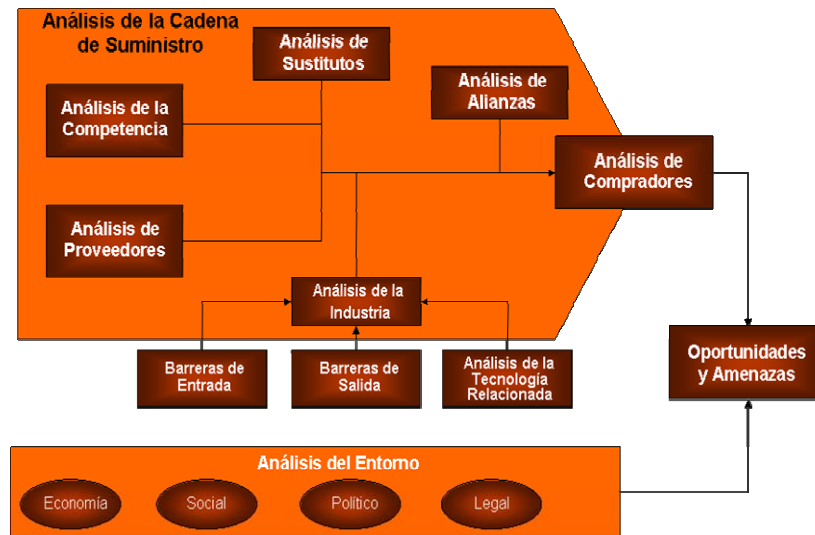 Análisis de la Cadena
de Suministro
Análisis de
Sustitutos
Análisis de
Alianzas
Análisis de la
Competencia
Análisis de
Compradores
Análisis de
Proveedores
Análisis de la
Industria
Barreras de
Entrada
Barreras de
Salida
Análisis de la
Tecnología
Relacionada
Oportunidades
y Amenazas
Análisis del Entorno
Economía
Social
Político
Legal